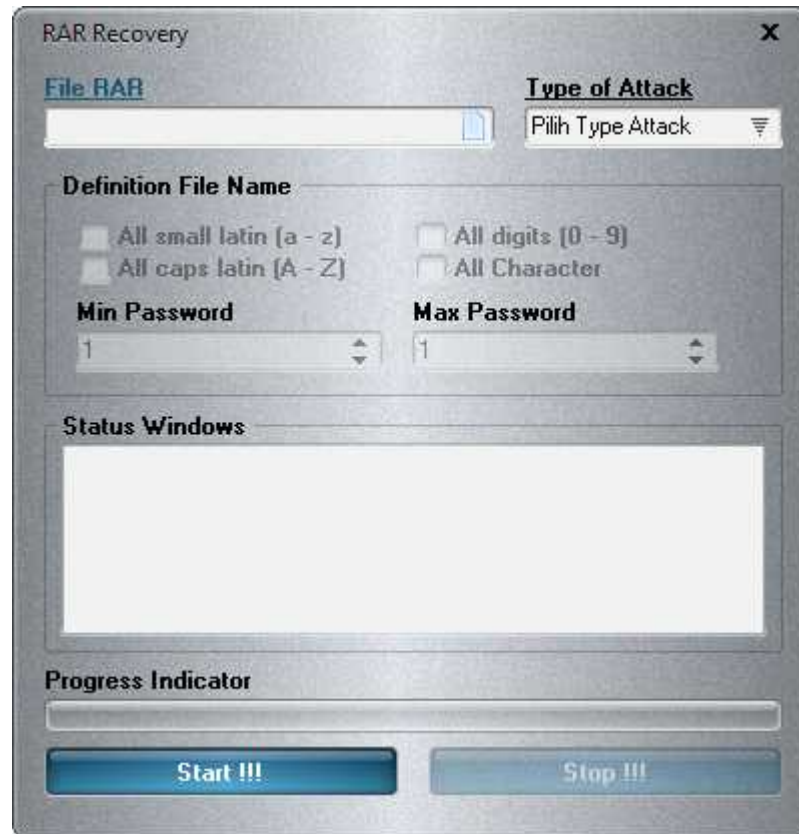 RAR Recovery x
File RAR Type of Attack
Pilih Type Attack
Definition File Name
All small latin (a - z) All digits (0 - 9)
All caps latin (A - Z) All Character
Min Password Max Password
1 1
Status Windows
Progress Indicator
Start !!! Stop !!!